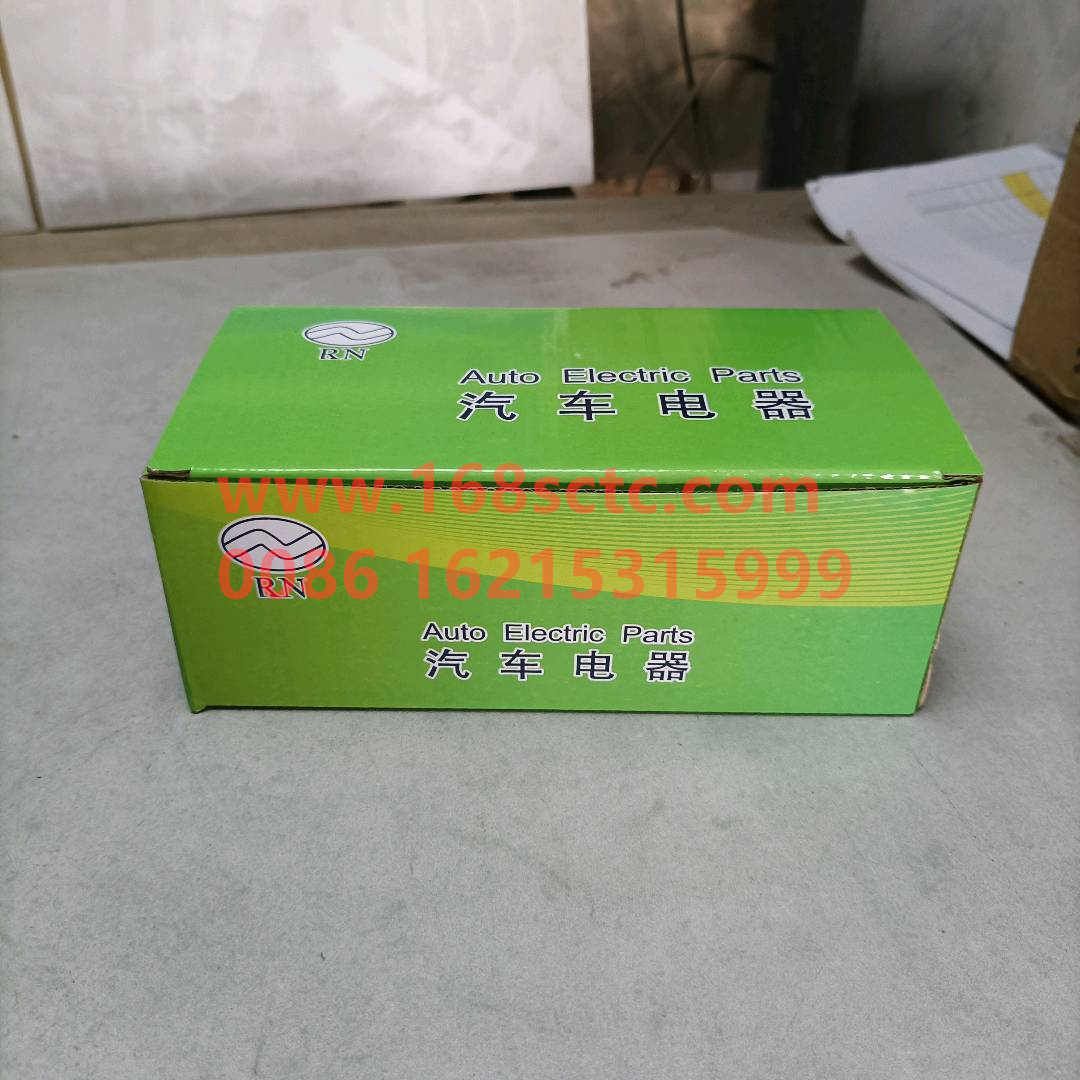 RN
Auto Electric Parts
汽车电器
www.168sctc.com
0086 16215315999
RN
Auto Electric Parts
汽车电器